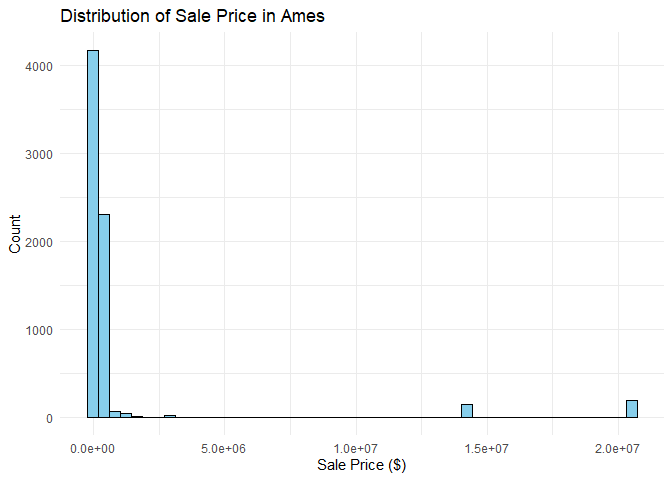 Distribution of Sale Price in Ames
Count
4000
3000
2000
1000
0
0.0e+00 5.0e+06 1.0e+07 1.5e+07 2.0e+07
Sale Price ($)